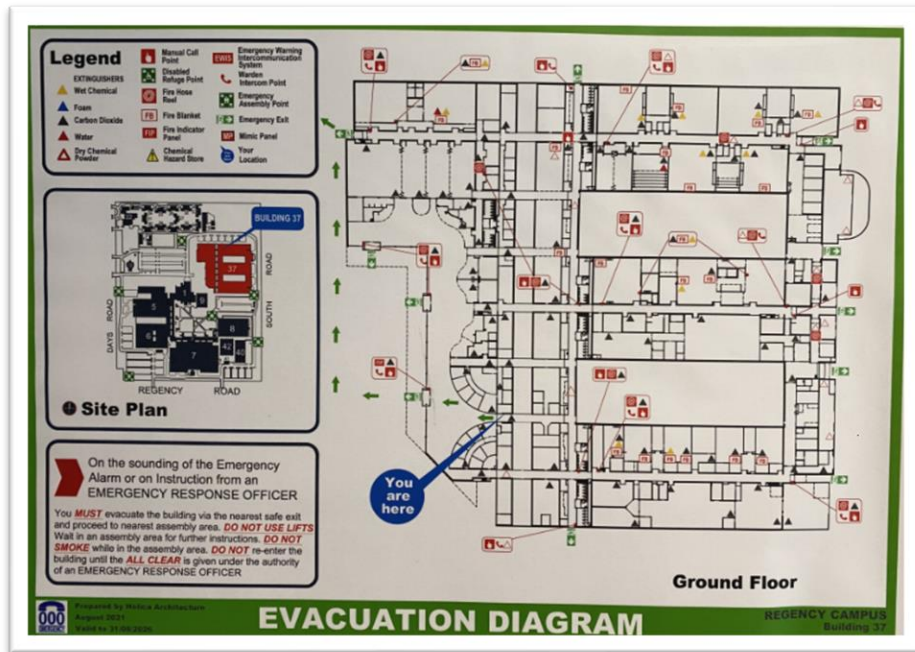 Legend
EXTINGUISHERS
Wet Chemical
Foam
Carbon Dioxide
Water
Dry Chemical
Powder
Manual Call
Point
Disabled
Refuge Point
Fire Hose
Reel
FB Fire Blanket
FIP Fire Indicator
Panel
Chemical
Hazard Store
EWIS Emergency Warning
Intercommunication
System
Warden
Intercom Point
Emergency
Assembly Point
Emergency Exit
MP Mimic Panel
Your
Location
BUILDING 37
37
ROAD
SOUTH
DAYS ROAD
5
6
7
8
42
40
REGENCY ROAD
Site Plan
On the sounding of the Emergency
Alarm or on Instruction from an
EMERGENCY RESPONSE OFFICER
You MUST evacuate the building via the nearest safe exit
and proceed to nearest assembly area. DO NOT USE LIFTS
Wait in an assembly area for further instructions. DO NOT
SMOKE while in the assembly area. DO NOT re-enter the
building until the ALL CLEAR is given under the authority
of an EMERGENCY RESPONSE OFFICER
You
are
here
Ground Floor
000
Prepared by Hotica Architecture
August 2021
Valid to 31/08/2026
EVACUATION DIAGRAM
REGENCY CAMPUS
Building 37